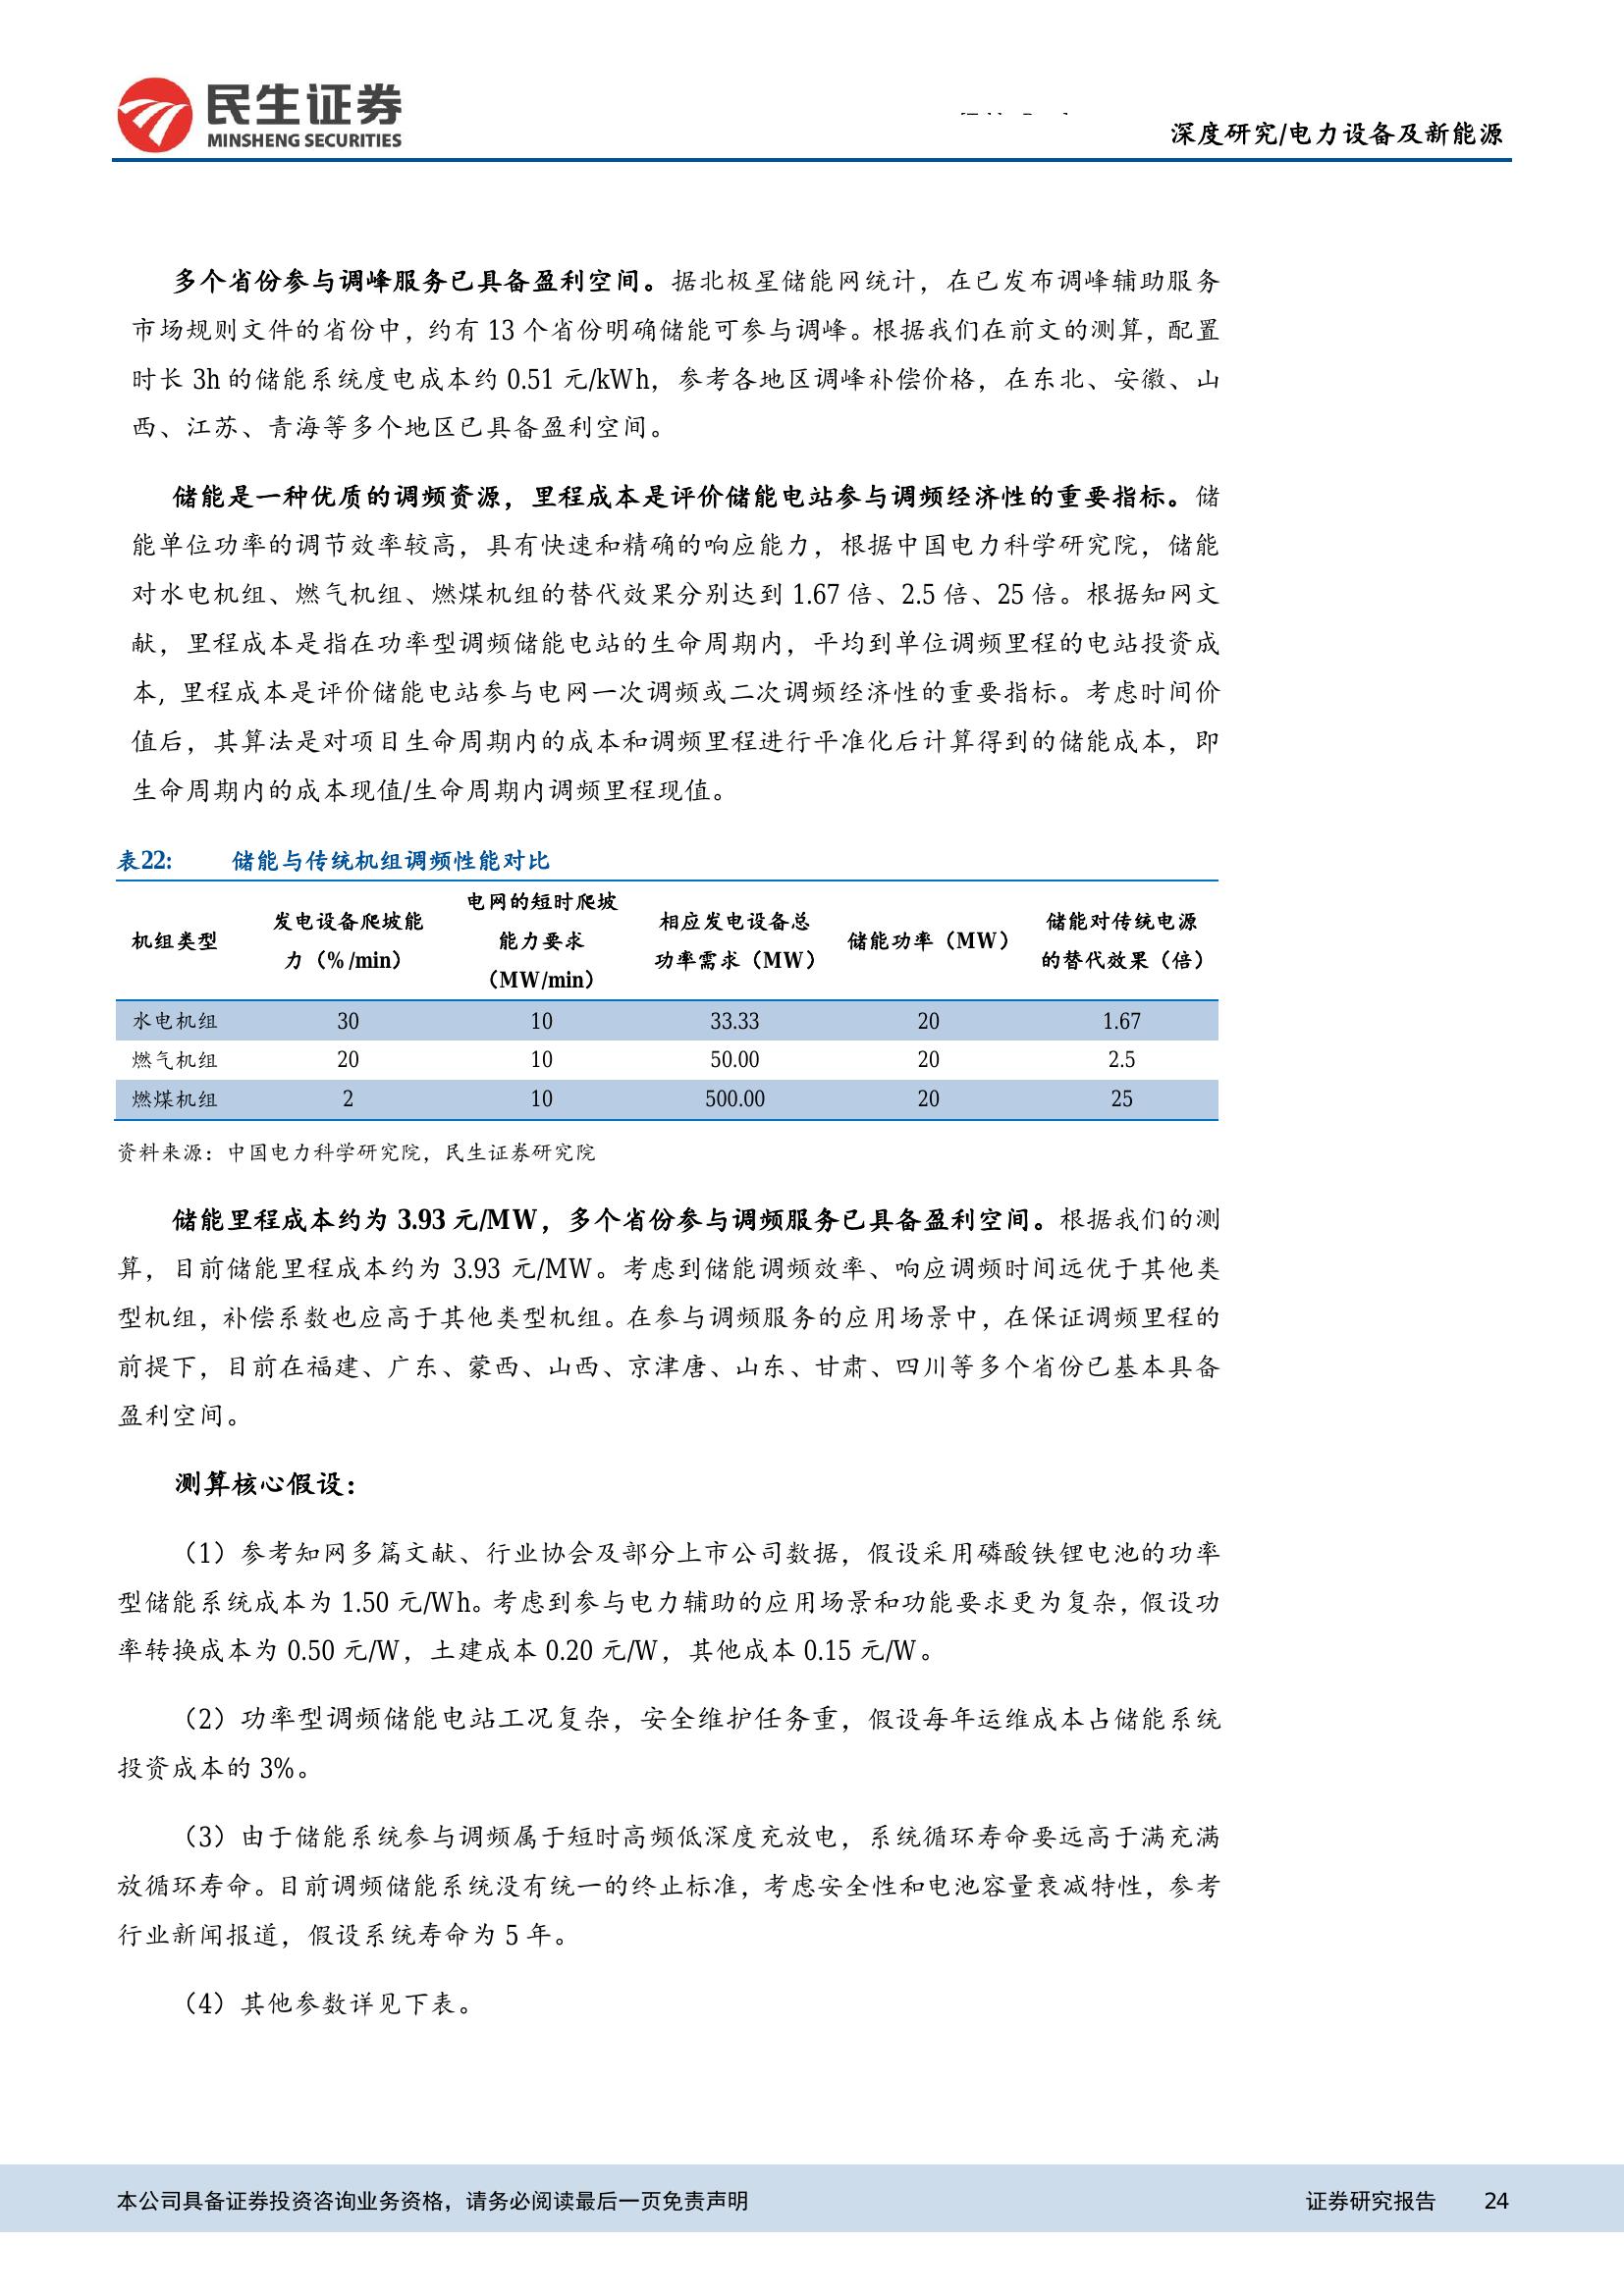 民生证券
MINSHENG SECURITIES
深度研究/电力设备及新能源
多个省份参与调峰服务已具备盈利空间。据北极星储能网统计，在已发布调峰辅助服务
市场规则文件的省份中，约有 13 个省份明确储能可参与调峰。根据我们在前文的测算，配置
时长 3h 的储能系统度电成本约 0.51 元/kWh，参考各地区调峰补偿价格，在东北、安徽、山
西、江苏、青海等多个地区已具备盈利空间。
储能是一种优质的调频资源，里程成本是评价储能电站参与调频经济性的重要指标。储
能单位功率的调节效率较高，具有快速和精确的响应能力，根据中国电力科学研究院，储能
对水电机组、燃气机组、燃煤机组的替代效果分别达到 1.67 倍、2.5 倍、25 倍。根据知网文
献，里程成本是指在功率型调频储能电站的生命周期内，平均到单位调频里程的电站投资成
本, 里程成本是评价储能电站参与电网一次调频或二次调频经济性的重要指标。考虑时间价
值后，其算法是对项目生命周期内的成本和调频里程进行平准化后计算得到的储能成本，即
生命周期内的成本现值/生命周期内调频里程现值。
表22: 储能与传统机组调频性能对比
机组类型 发电设备爬坡能力（%/min） 电网的短时爬坡能力要求（MW/min） 相应发电设备总功率需求（MW） 储能功率（MW） 储能对传统电源的替代效果（倍）
水电机组 30 10 33.33 20 1.67
燃气机组 20 10 50.00 20 2.5
燃煤机组 2 10 500.00 20 25
资料来源：中国电力科学研究院，民生证券研究院
储能里程成本约为 3.93 元/MW，多个省份参与调频服务已具备盈利空间。根据我们的测
算，目前储能里程成本约为 3.93 元/MW。考虑到储能调频效率、响应调频时间远优于其他类
型机组，补偿系数也应高于其他类型机组。在参与调频服务的应用场景中，在保证调频里程的
前提下，目前在福建、广东、蒙西、山西、京津唐、山东、甘肃、四川等多个省份已基本具备
盈利空间。
测算核心假设：
（1）参考知网多篇文献、行业协会及部分上市公司数据，假设采用磷酸铁锂电池的功率
型储能系统成本为 1.50 元/Wh。考虑到参与电力辅助的应用场景和功能要求更为复杂，假设功
率转换成本为 0.50 元/W，土建成本 0.20 元/W，其他成本 0.15 元/W。
（2）功率型调频储能电站工况复杂，安全维护任务重，假设每年运维成本占储能系统
投资成本的 3%。
（3）由于储能系统参与调频属于短时高频低深度充放电，系统循环寿命要远高于满充满
放循环寿命。目前调频储能系统没有统一的终止标准，考虑安全性和电池容量衰减特性，参考
行业新闻报道，假设系统寿命为 5 年。
（4）其他参数详见下表。
本公司具备证券投资咨询业务资格，请务必阅读最后一页免责声明 证券研究报告 24